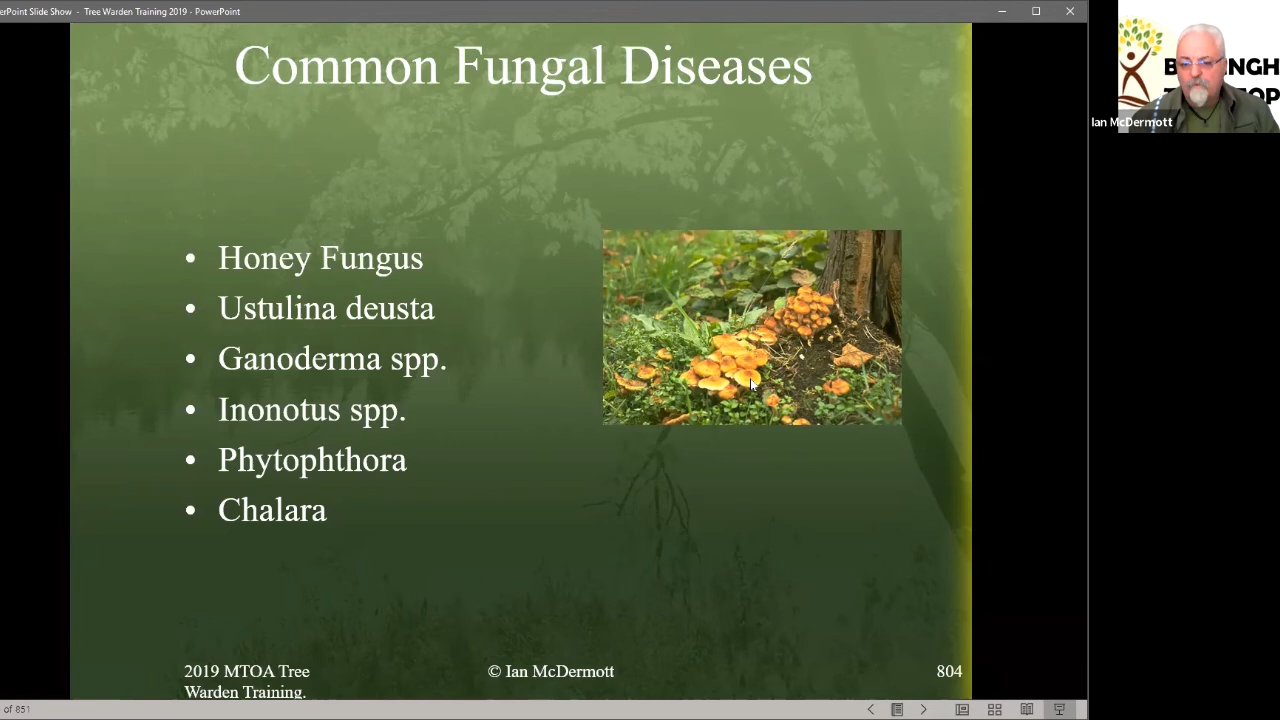 erPoint Slide Show - Tree Warden Training 2019 - PowerPoint
Common Fungal Diseases
• Honey Fungus
• Ustulina deusta
• Ganoderma spp.
• Inonotus spp.
• Phytophthora
• Chalara
2019 MTOA Tree
Warden Training.
© Ian McDermott
804
of 851
Ian McDermott